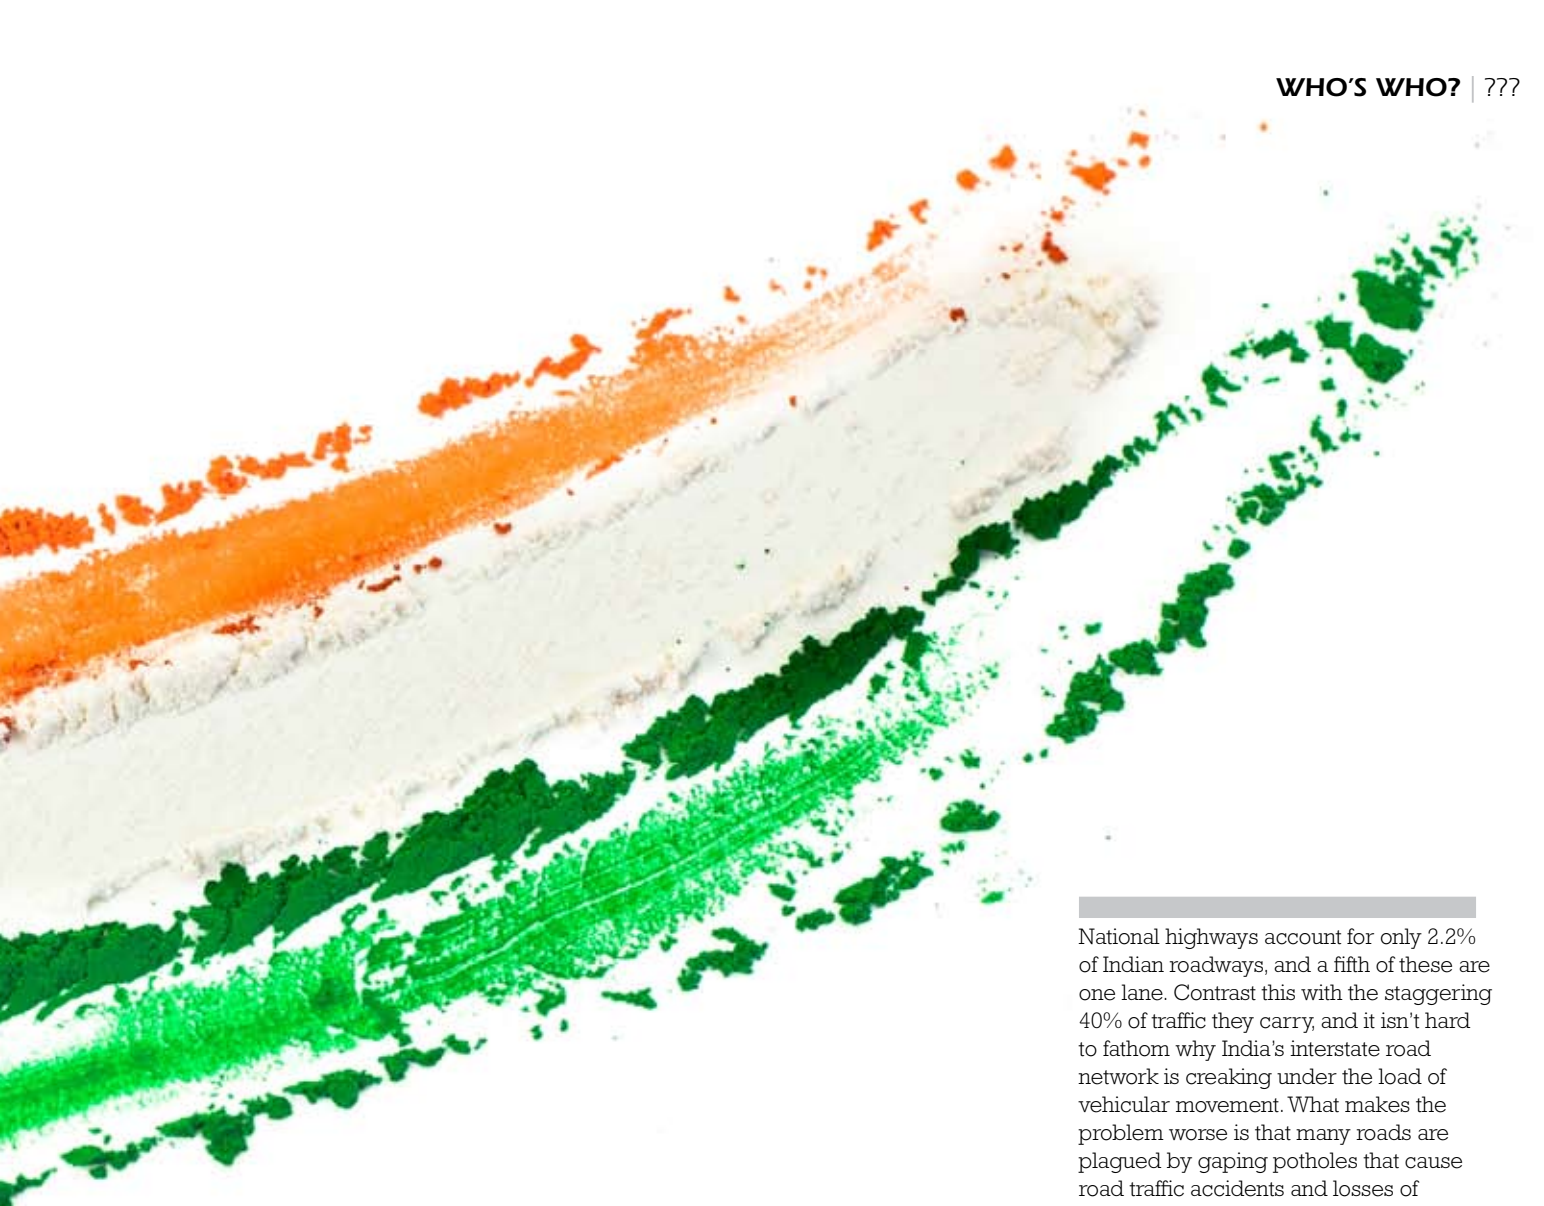 WHO'S WHO? | ???
National highways account for only 2.2%
of Indian roadways, and a fifth of these are
one lane. Contrast this with the staggering
40% of traffic they carry, and it isn't hard
to fathom why India's interstate road
network is creaking under the load of
vehicular movement. What makes the
problem worse is that many roads are
plagued by gaping potholes that cause
road traffic accidents and losses of